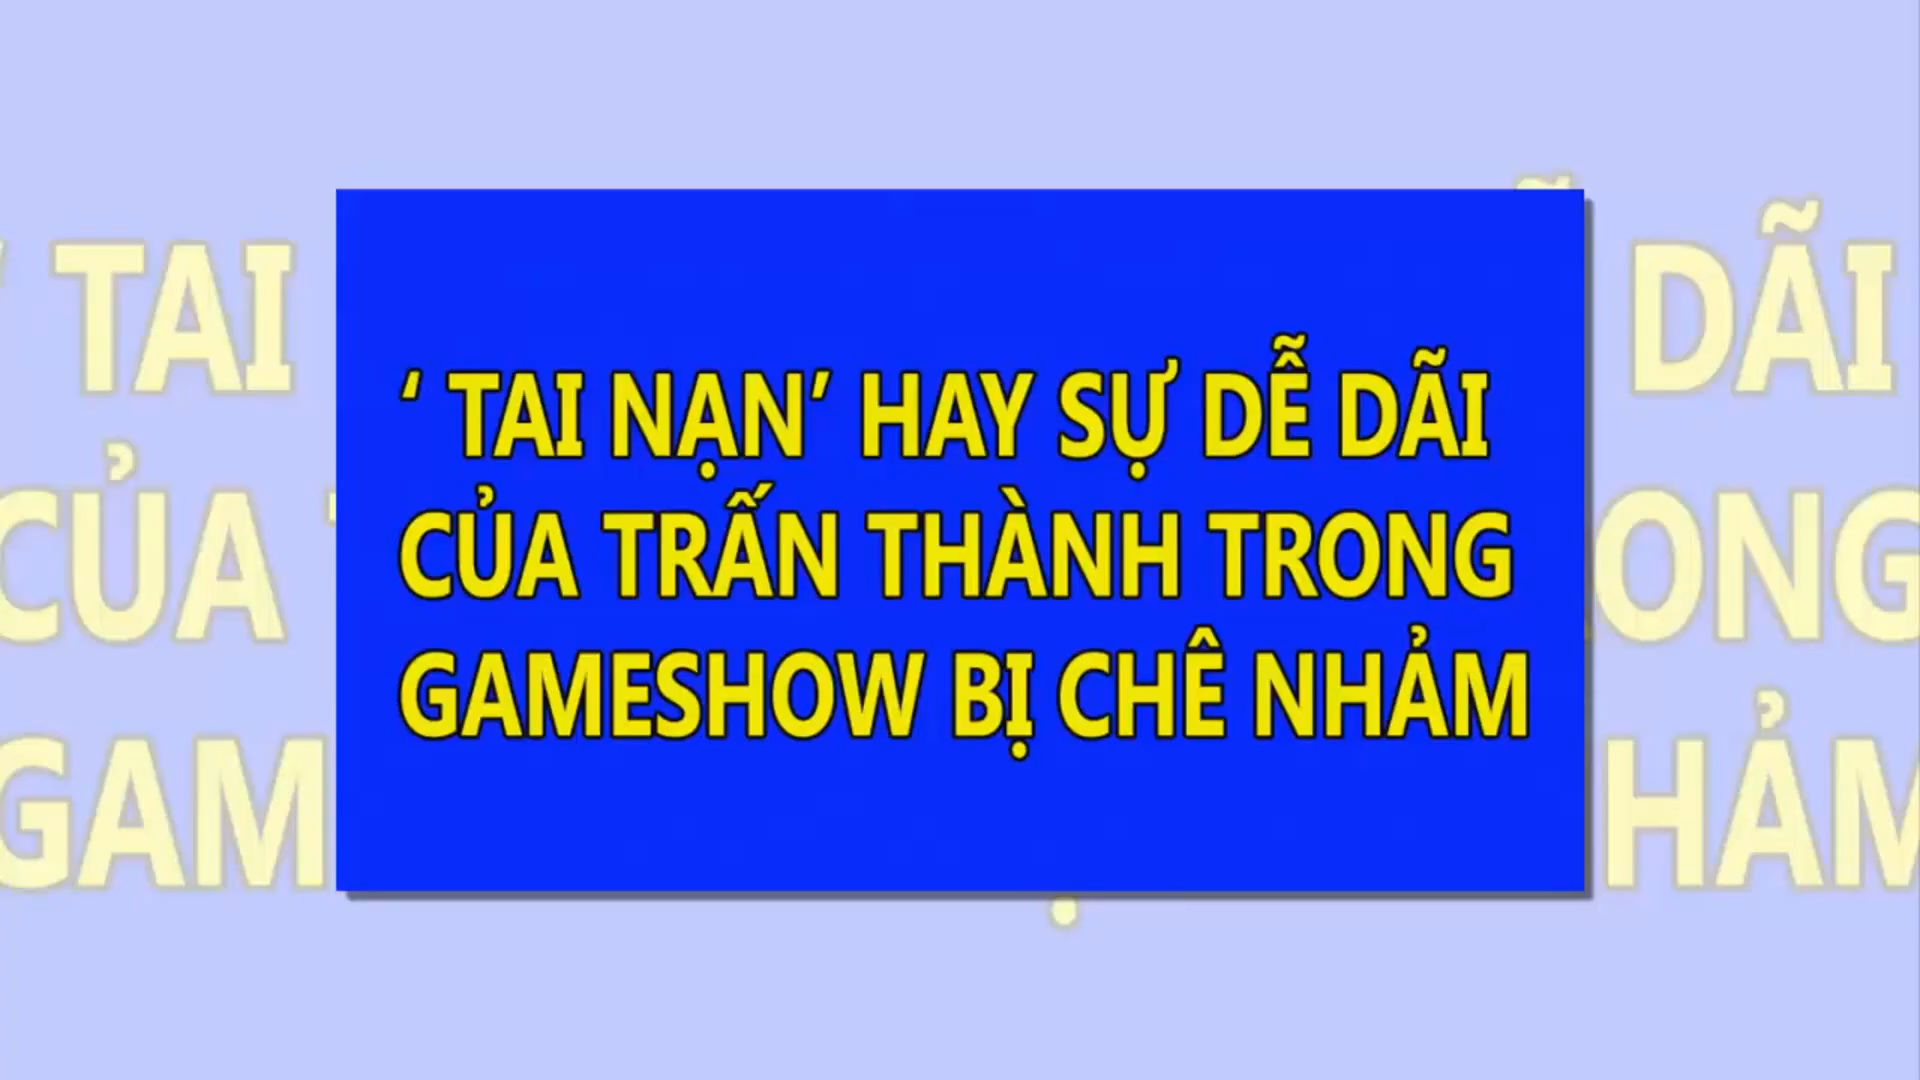 ‘ TAI NẠN’ HAY SỰ DỄ DÃI
CỦA TRẤN THÀNH TRONG
GAMESHOW BỊ CHÊ NHẢM